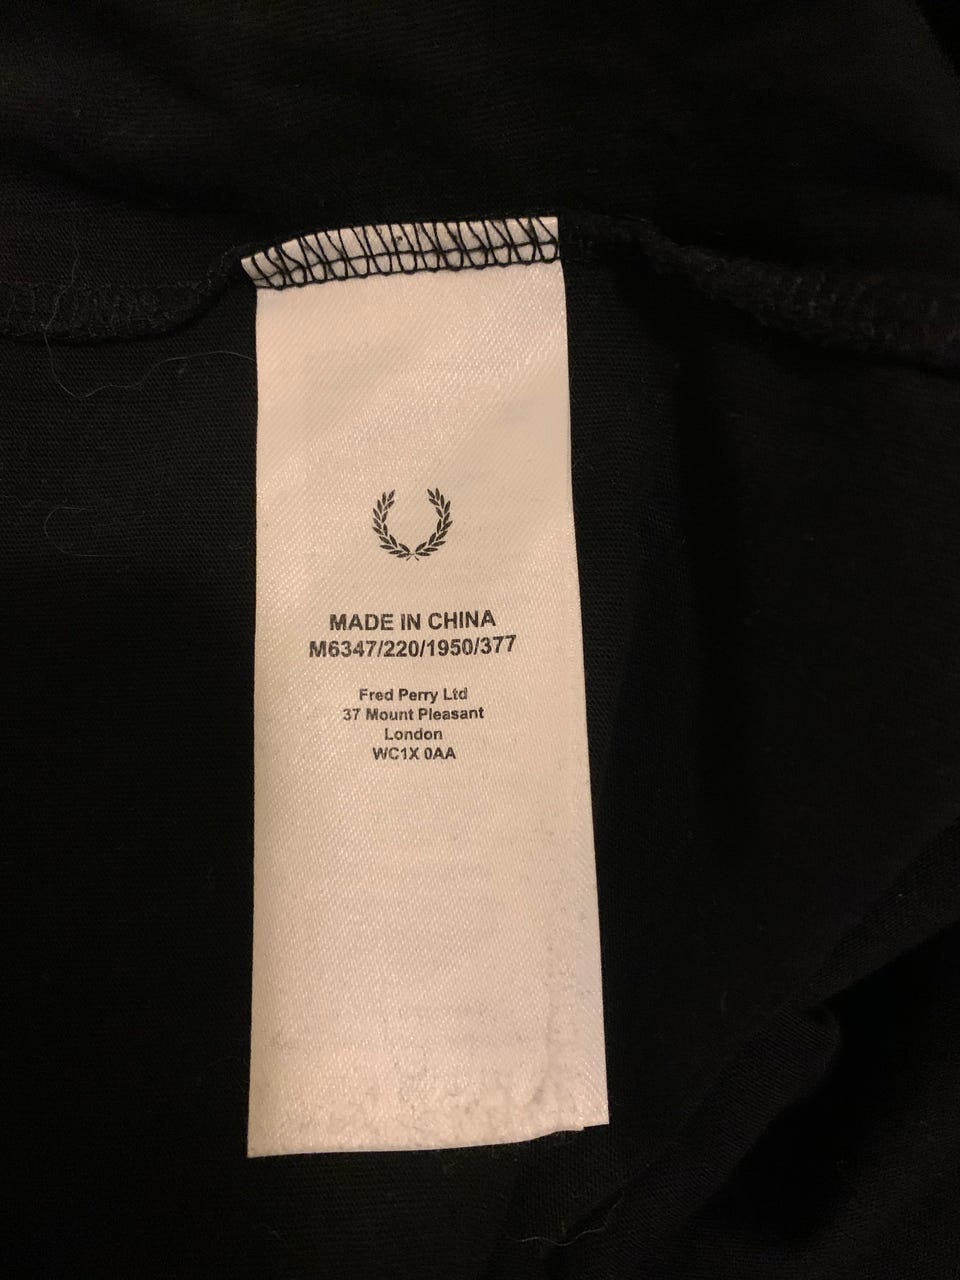 MADE IN CHINA
M6347/220/1950/377
Fred Perry Ltd
37 Mount Pleasant
London
WC1X 0AA